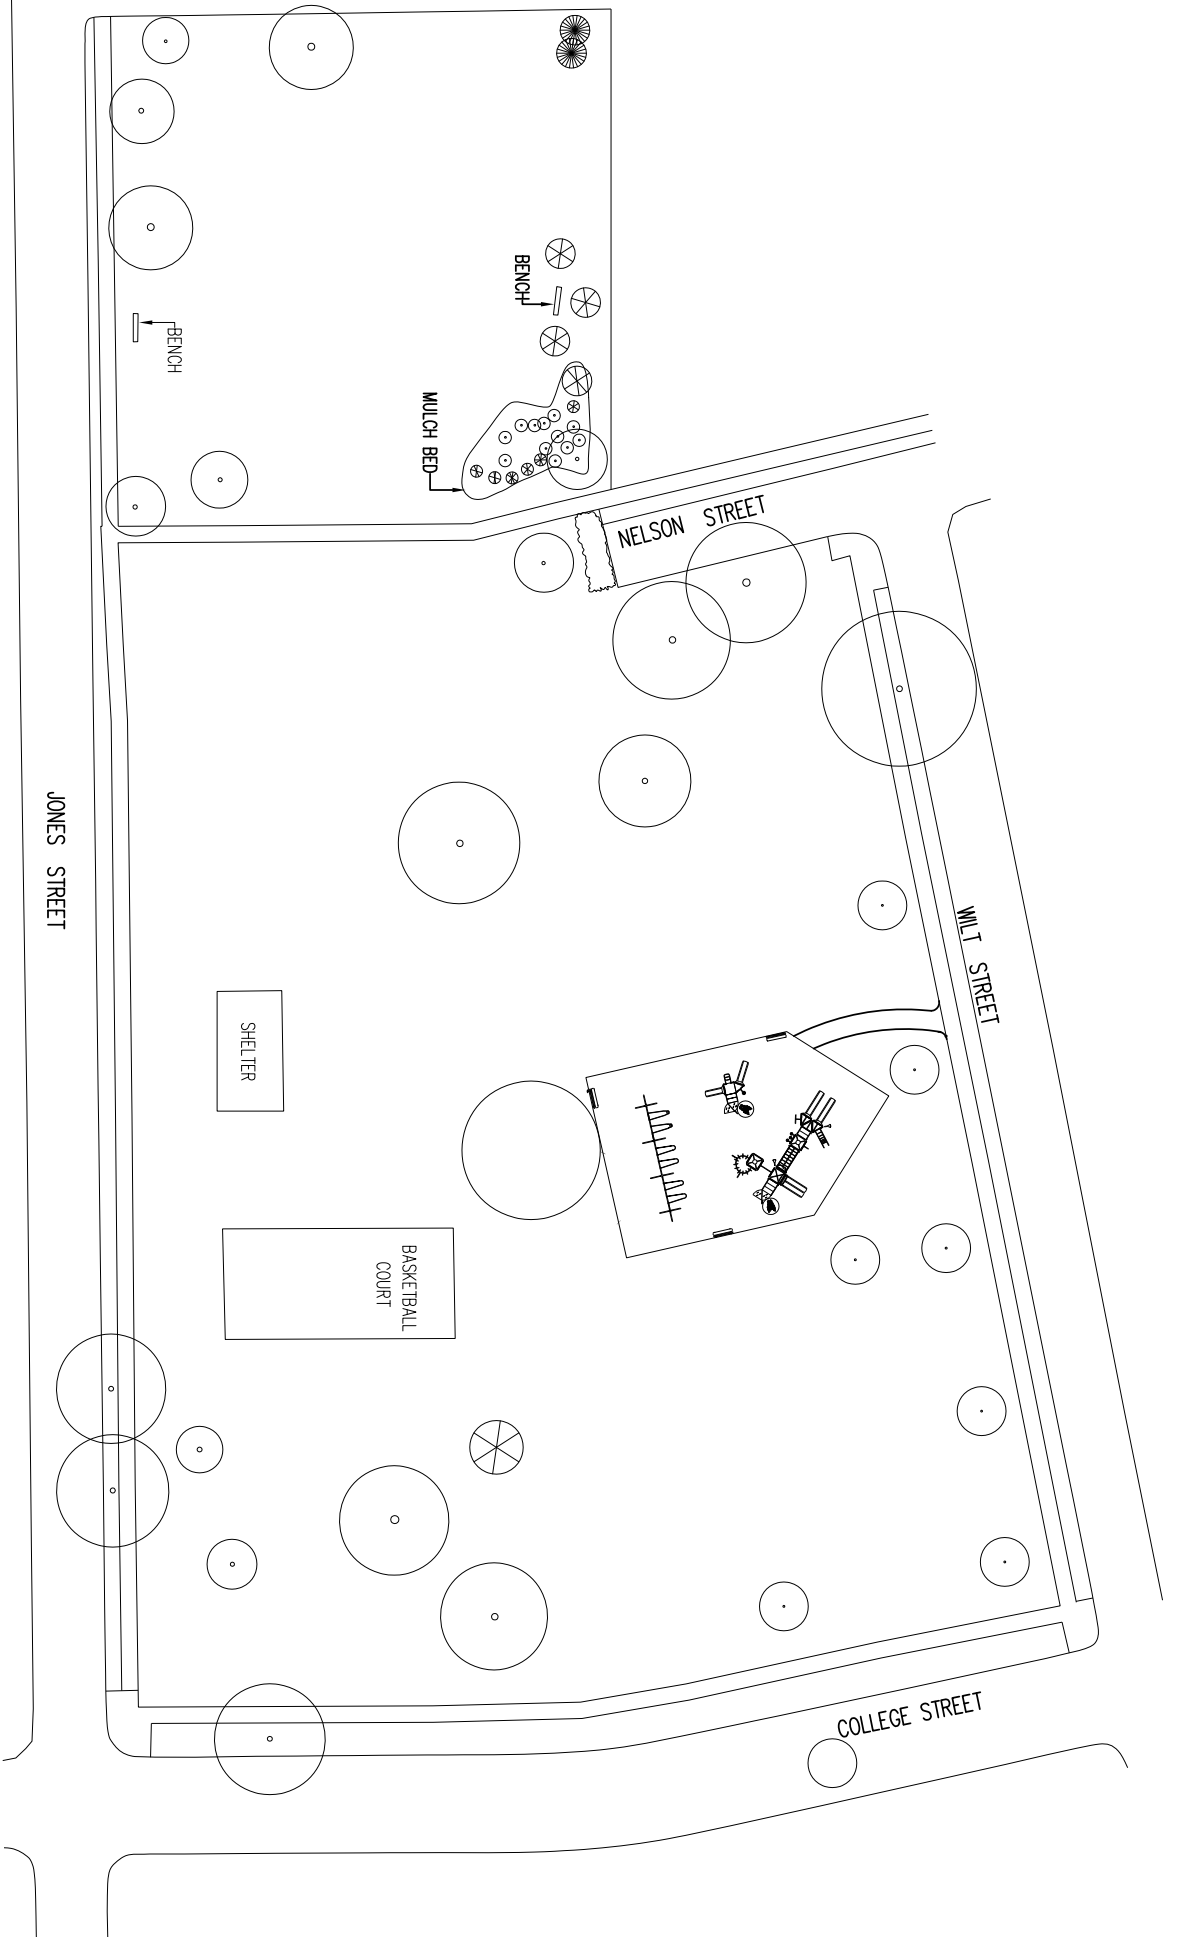 BENCH
BENCH
MULCH BED
NELSON STREET
JONES STREET
WILT STREET
SHELTER
BASKETBALL
COURT
COLLEGE STREET